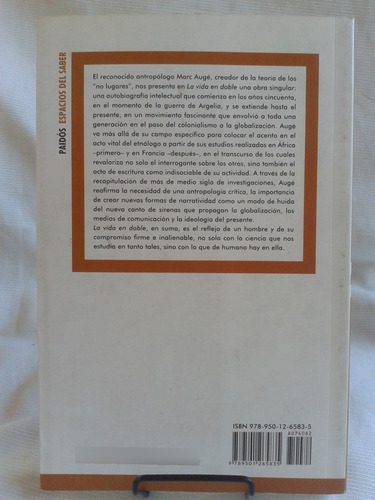 PAIDÓS ESPACIOS DEL SABER
El reconocido antropólogo Marc Augé, creador de la teoría de los
"no lugares", nos presenta en La vida en doble una obra singular:
una autobiografía intelectual que comienza en los años cincuenta,
en el momento de la guerra de Argelia, y se extiende hasta el
presente, en un movimiento fascinante que envolvió a toda una
generación en el paso del colonialismo a la globalización. Augé
va más allá de su campo específico para colocar el acento en el
acto vital del etnólogo a partir de sus estudios realizados en África
–primero– y en Francia –después–, en el transcurso de los cuales
revaloriza no solo el interrogante sobre los otros, sino también el
acto de escritura como indisociable de su actividad. A través de la
recapitulación de más de medio siglo de investigaciones, Augé
reafirma la necesidad de una antropología crítica, la importancia
de crear nuevas formas de narratividad como un modo de huida
del nuevo canto de sirenas que propagan la globalización, los
medios de comunicación y la ideología del presente.
La vida en doble, en suma, es el reflejo de un hombre y de su
compromiso firme e inalienable, no solo con la ciencia que nos
estudia en tanto tales, sino con lo que de humano hay en ella.
ISBN 978-950-12-6583-5
8074082
9789501265835